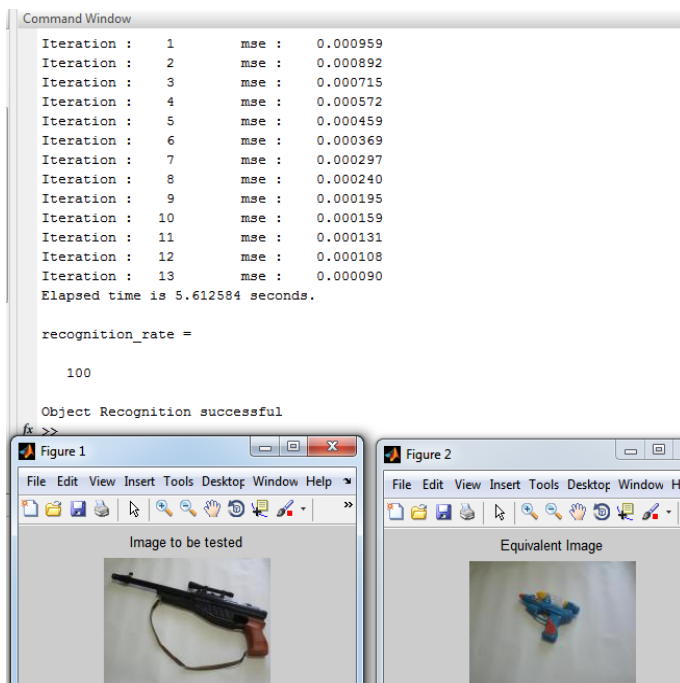 Command Window
Iteration : 1 mse : 0.000959
Iteration : 2 mse : 0.000892
Iteration : 3 mse : 0.000715
Iteration : 4 mse : 0.000572
Iteration : 5 mse : 0.000459
Iteration : 6 mse : 0.000369
Iteration : 7 mse : 0.000297
Iteration : 8 mse : 0.000240
Iteration : 9 mse : 0.000195
Iteration : 10 mse : 0.000159
Iteration : 11 mse : 0.000131
Iteration : 12 mse : 0.000108
Iteration : 13 mse : 0.000090
Elapsed time is 5.612584 seconds.
recognition_rate =
100
Object Recognition successful
fx >>
Figure 1
File Edit View Insert Tools Desktop Window Help
Image to be tested
Figure 2
File Edit View Insert Tools Desktop Window H
Equivalent Image